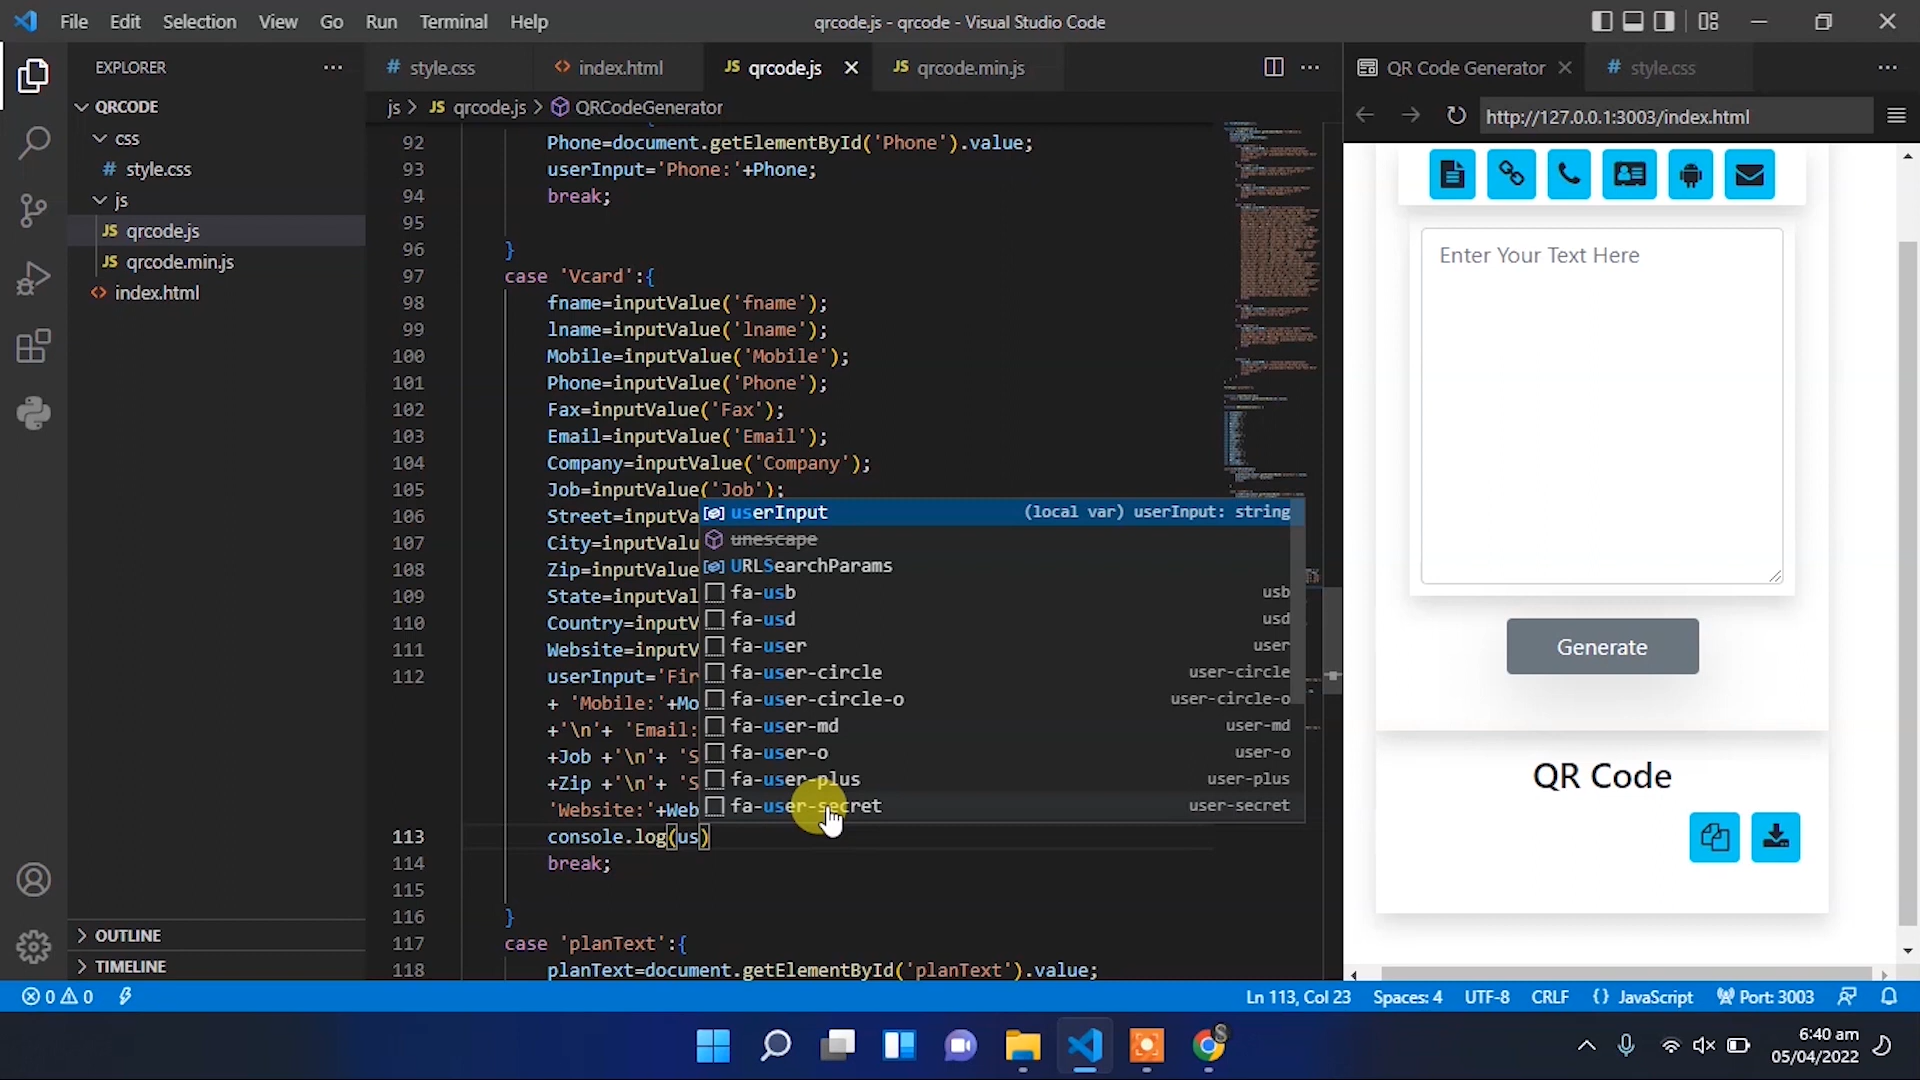 File Edit Selection View Go Run Terminal Help
qrcode.js - qrcode - Visual Studio Code
EXPLORER
QRCODE
css
# style.css
js
JS qrcode.js
JS qrcode.min.js
<> index.html
OUTLINE
TIMELINE
# style.css
<> index.html
JS qrcode.js
JS qrcode.min.js
js > JS qrcode.js > QRCodeGenerator
92 Phone=document.getElementById('Phone').value;
93 userInput='Phone:'+Phone;
94 break;
95
96 }
97 case 'Vcard':{
98 fname=inputValue('fname');
99 lname=inputValue('lname');
100 Mobile=inputValue('Mobile');
101 Phone=inputValue('Phone');
102 Fax=inputValue('Fax');
103 Email=inputValue('Email');
104 Company=inputValue('Company');
105 Job=inputValue('Job');
106 Street=inputVa
107 City=inputValu
108 Zip=inputValue
109 State=inputVal
110 Country=inputV
111 Website=inputV
112 userInput='Fir
+ 'Mobile:'+Mo
+'\n'+ 'Email:
+Job +'\n'+ 'S
+Zip +'\n'+ 'S
'Website:'+Web
113 console.log(us)
114 break;
115
116 }
117 case 'planText':{
118 planText=document.getElementById('planText').value;
userInput (local var) userInput: string
unescape
URLSearchParams
fa-usb usb
fa-usd usd
fa-user user
fa-user-circle user-circle
fa-user-circle-o user-circle-o
fa-user-md user-md
fa-user-o user-o
fa-user-plus user-plus
fa-user-secret user-secret
QR Code Generator
# style.css
http://127.0.0.1:3003/index.html
Enter Your Text Here
Generate
QR Code
0 0
Ln 113, Col 23 Spaces: 4 UTF-8 CRLF {} JavaScript Port: 3003
S
6:40 am
05/04/2022